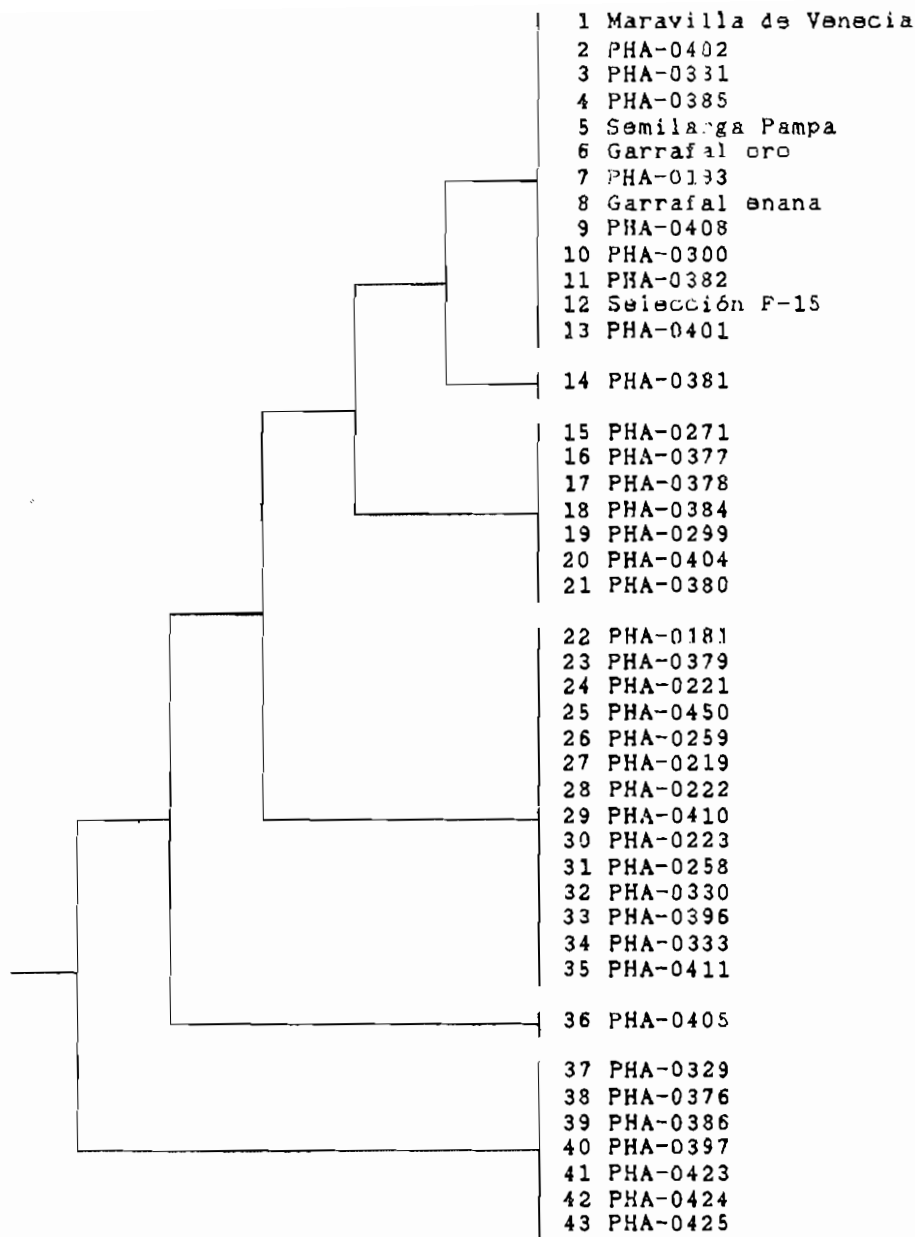 1 Maravilla de Venecia
2 PHA-0402
3 PHA-0331
4 PHA-0385
5 Semilarga Pampa
6 Garrafal oro
7 PHA-0193
8 Garrafal enana
9 PHA-0408
10 PHA-0300
11 PHA-0382
12 Selección F-15
13 PHA-0401
14 PHA-0381
15 PHA-0271
16 PHA-0377
17 PHA-0378
18 PHA-0384
19 PHA-0299
20 PHA-0404
21 PHA-0380
22 PHA-0181
23 PHA-0379
24 PHA-0221
25 PHA-0450
26 PHA-0259
27 PHA-0219
28 PHA-0222
29 PHA-0410
30 PHA-0223
31 PHA-0258
32 PHA-0330
33 PHA-0396
34 PHA-0333
35 PHA-0411
36 PHA-0405
37 PHA-0329
38 PHA-0376
39 PHA-0386
40 PHA-0397
41 PHA-0423
42 PHA-0424
43 PHA-0425